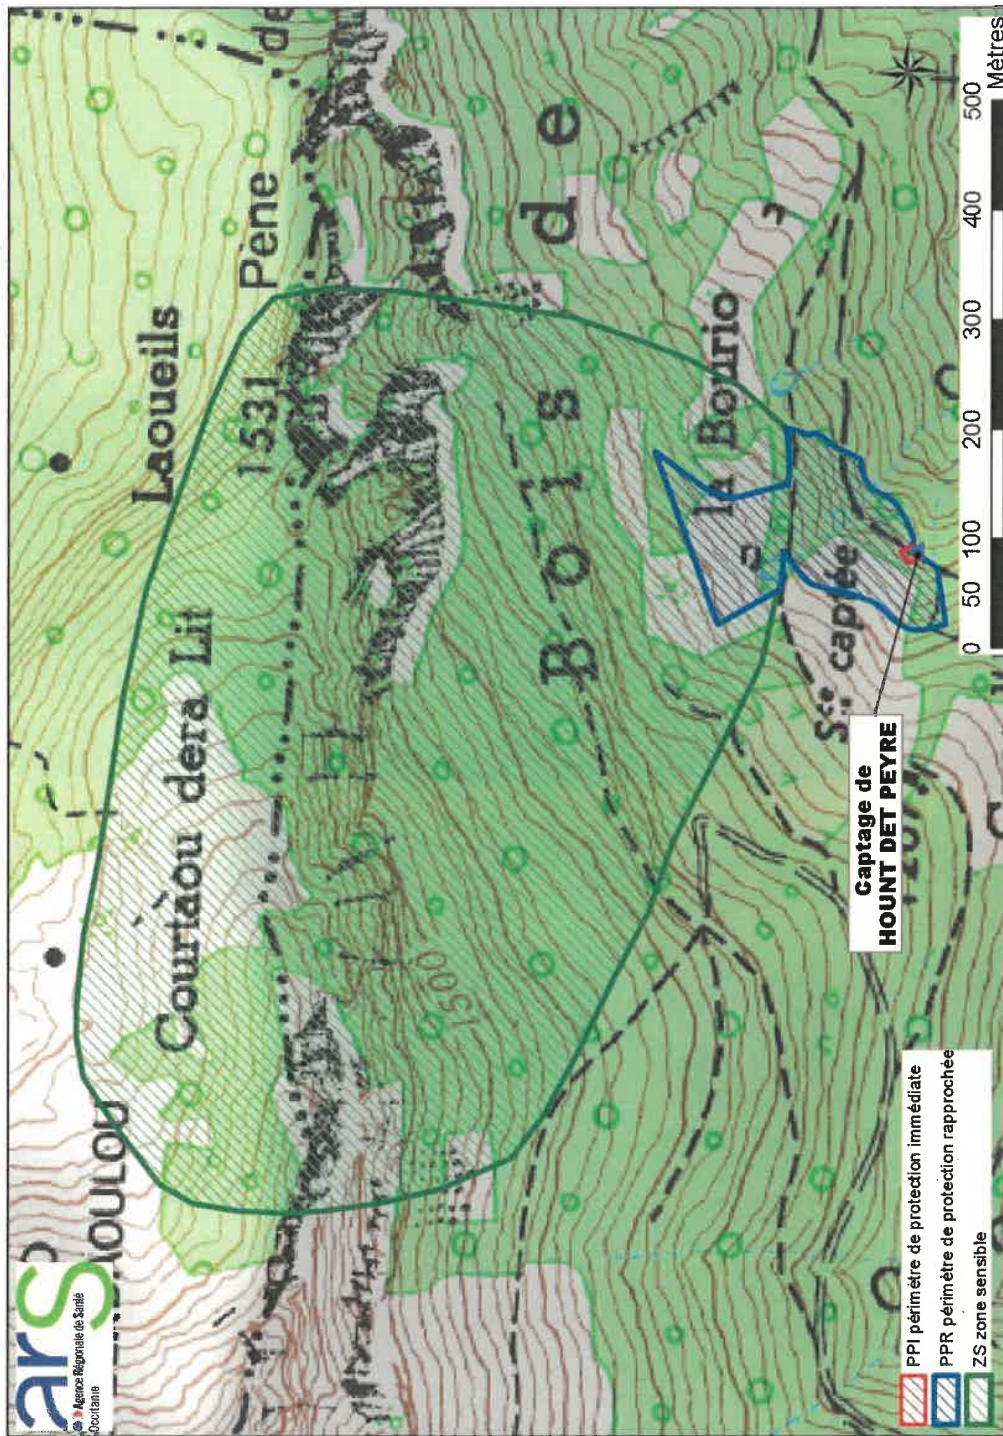 ars
Agence Régionale de Santé
Occitanie
Laoueils
Pène
de
1531
Courtaou dera Lit
1500
Bois
de
la Bourio
Sce captée
Captage de
HOUNT DET PEYRE
PPI périmètre de protection immédiate
PPR périmètre de protection rapprochée
ZS zone sensible
0 50 100 200 300 400 500
Mètres